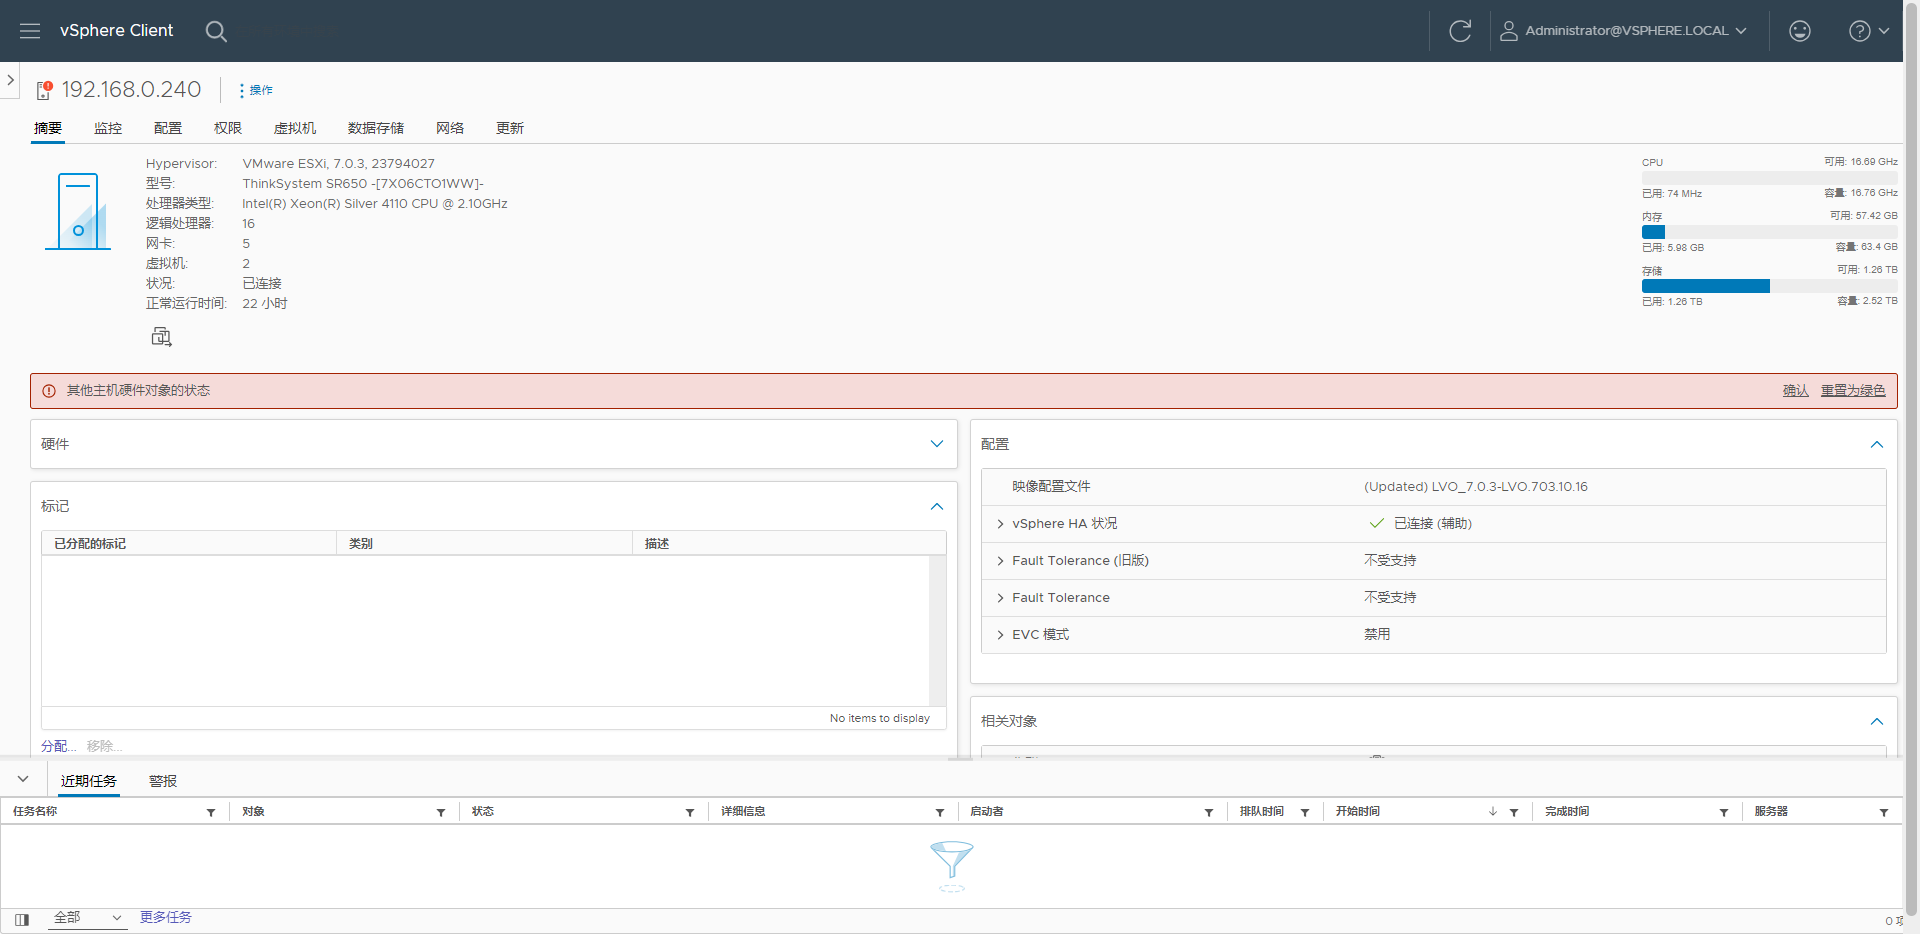 vSphere Client
Administrator@VSPHERE.LOCAL
192.168.0.240
操作
摘要 监控 配置 权限 虚拟机 数据存储 网络 更新
Hypervisor: VMware ESXi, 7.0.3, 23794027
型号: ThinkSystem SR650 -[7X06CTO1WW]-
处理器类型: Intel(R) Xeon(R) Silver 4110 CPU @ 2.10GHz
逻辑处理器: 16
网卡: 5
虚拟机: 2
状况: 已连接
正常运行时间: 22 小时
CPU 可用: 16.69 GHz
已用: 74 MHz 容量: 16.76 GHz
内存 可用: 57.42 GB
已用: 5.98 GB 容量: 63.4 GB
存储 可用: 1.26 TB
已用: 1.26 TB 容量: 2.52 TB
其他主机硬件对象的状态 确认 重置为绿色
硬件
标记
已分配的标记 类别 描述
No items to display
分配... 移除...
配置
映像配置文件 (Updated) LVO_7.0.3-LVO.703.10.16
vSphere HA 状况 已连接 (辅助)
Fault Tolerance (旧版) 不受支持
Fault Tolerance 不受支持
EVC 模式 禁用
相关对象
近期任务 警报
任务名称 对象 状态 详细信息 启动者 排队时间 开始时间 完成时间 服务器
全部 更多任务
0